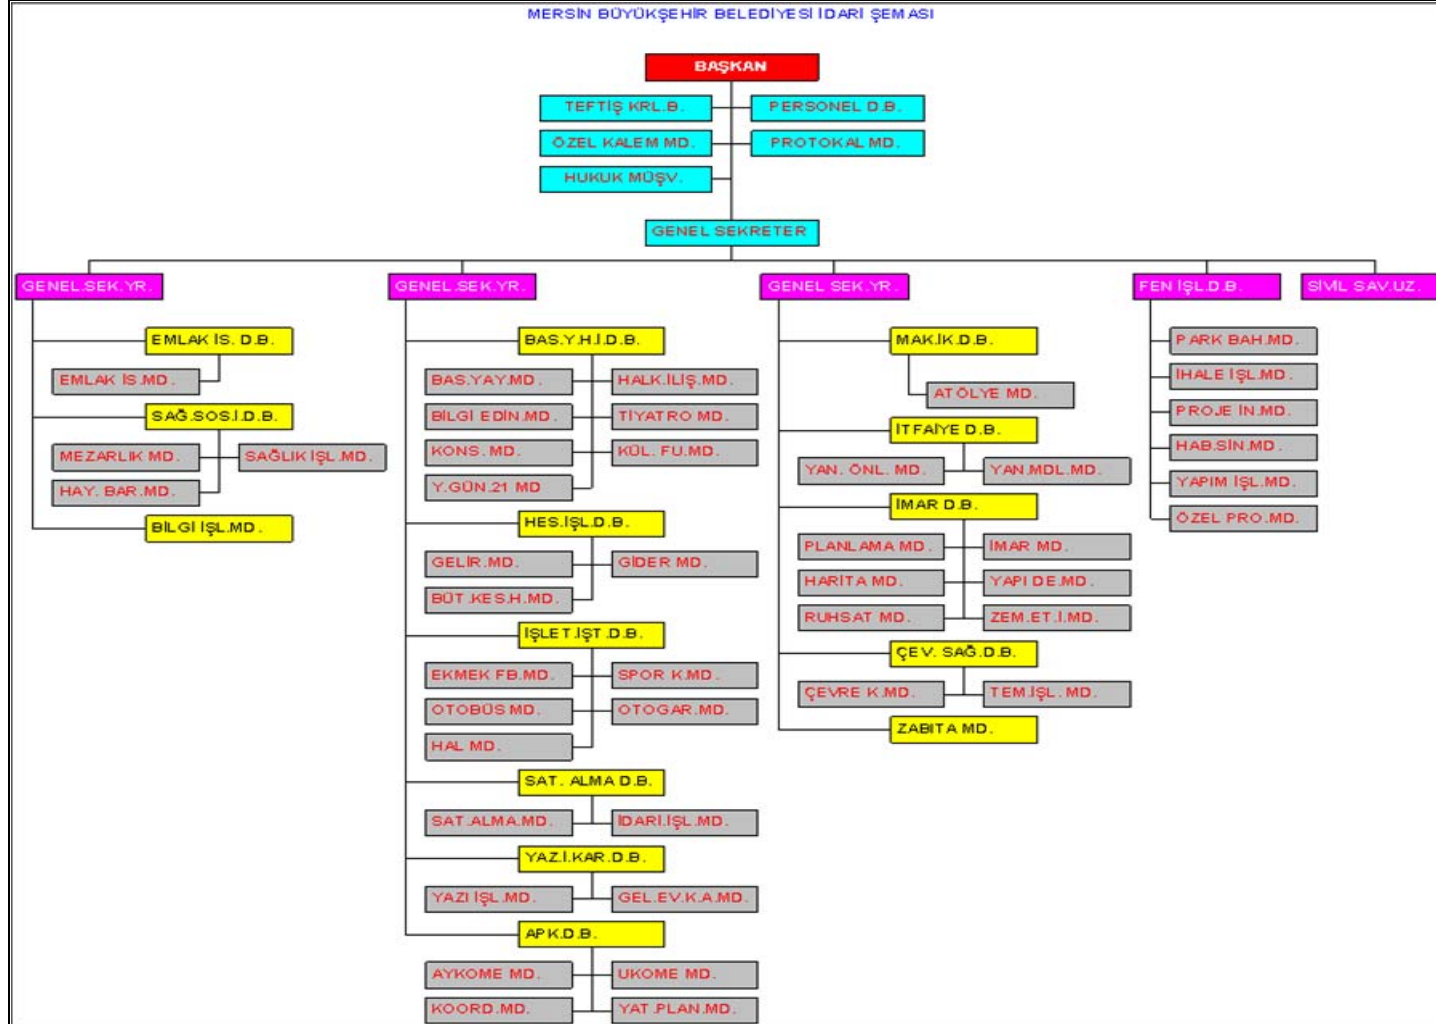 MERSİN BÜYÜKŞEHİR BELEDİYESİ İDARİ ŞEMASI
BAŞKAN
TEFTİŞ KRL.B.
PERSONEL D.B.
ÖZEL KALEM MD.
PROTOKAL MD.
HUKUK MÜŞV.
GENEL SEKRETER
GENEL.SEK.YR.
GENEL.SEK.YR.
GENEL SEK.YR.
FEN İŞL.D.B.
SİVİL SAV.UZ.
EMLAK İS. D.B.
EMLAK İS.MD.
SAĞ.SOS.İ.D.B.
MEZARLIK MD.
SAĞLIK İŞL.MD.
HAY. BAR.MD.
BİLGİ İŞL.MD.
BAS.Y.H.İ.D.B.
BAS.YAY.MD.
HALK.İLİŞ.MD.
BİLGİ EDİN.MD.
TİYATRO MD.
KONS. MD.
KÜL. FU.MD.
Y.GÜN.21 MD
HES.İŞL.D.B.
GELİR.MD.
GİDER MD.
BÜT.KES.H.MD.
İŞLET.İŞT.D.B.
EKMEK FB.MD.
SPOR K.MD.
OTOBÜS MD.
OTOGAR.MD.
HAL MD.
SAT. ALMA D.B.
SAT.ALMA.MD.
İDARİ.İŞL.MD.
YAZ.İ.KAR.D.B.
YAZI İŞL.MD.
GEL.EV.K.A.MD.
APK.D.B.
AYKOME MD.
UKOME MD.
KOORD.MD.
YAT.PLAN.MD.
MAK.İK.D.B.
ATÖLYE MD.
İTFAİYE D.B.
YAN. ÖNL. MD.
YAN.MDL.MD.
İMAR D.B.
PLANLAMA MD.
İMAR MD.
HARİTA MD.
YAPI DE.MD.
RUHSAT MD.
ZEM.ET.İ.MD.
ÇEV. SAĞ.D.B.
ÇEVRE K.MD.
TEM.İŞL. MD.
ZABITA MD.
PARK BAH.MD.
İHALE İŞL.MD.
PROJE İN.MD.
HAB.SİN.MD.
YAPIM İŞL.MD.
ÖZEL PRO.MD.